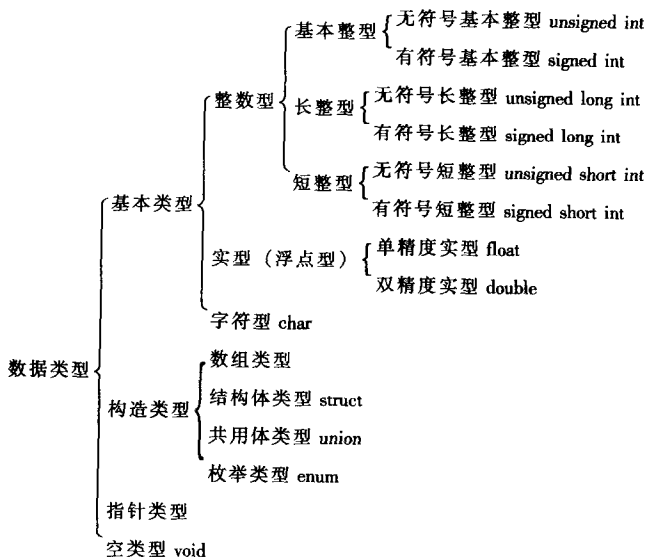 基本整型
无符号基本整型 unsigned int
有符号基本整型 signed int
整数型
长整型
无符号长整型 unsigned long int
有符号长整型 signed long int
短整型
无符号短整型 unsigned short int
有符号短整型 signed short int
基本类型
实型（浮点型）
单精度实型 float
双精度实型 double
字符型 char
数据类型
构造类型
数组类型
结构体类型 struct
共用体类型 union
枚举类型 enum
指针类型
空类型 void